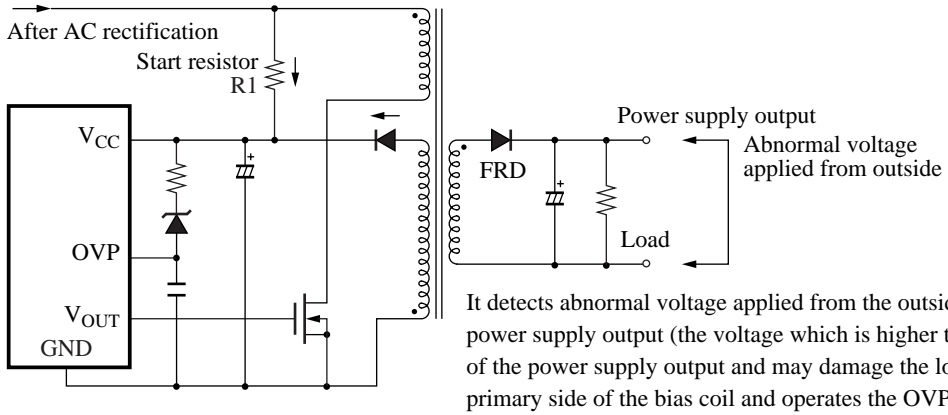 After AC rectification
Start resistor
R1
VCC
OVP
VOUT
GND
FRD
+
+
Power supply output
Abnormal voltage
applied from outside
Load
It detects abnormal voltage applied from the outsid
power supply output (the voltage which is higher t
of the power supply output and may damage the lo
primary side of the bias coil and operates the OVP